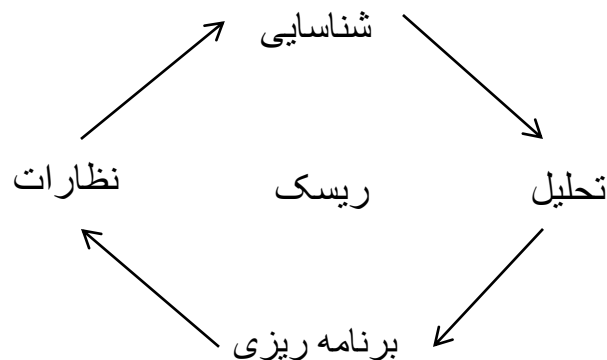 شناسایی
تحلیل
ریسک
نظارات
برنامه ریزی